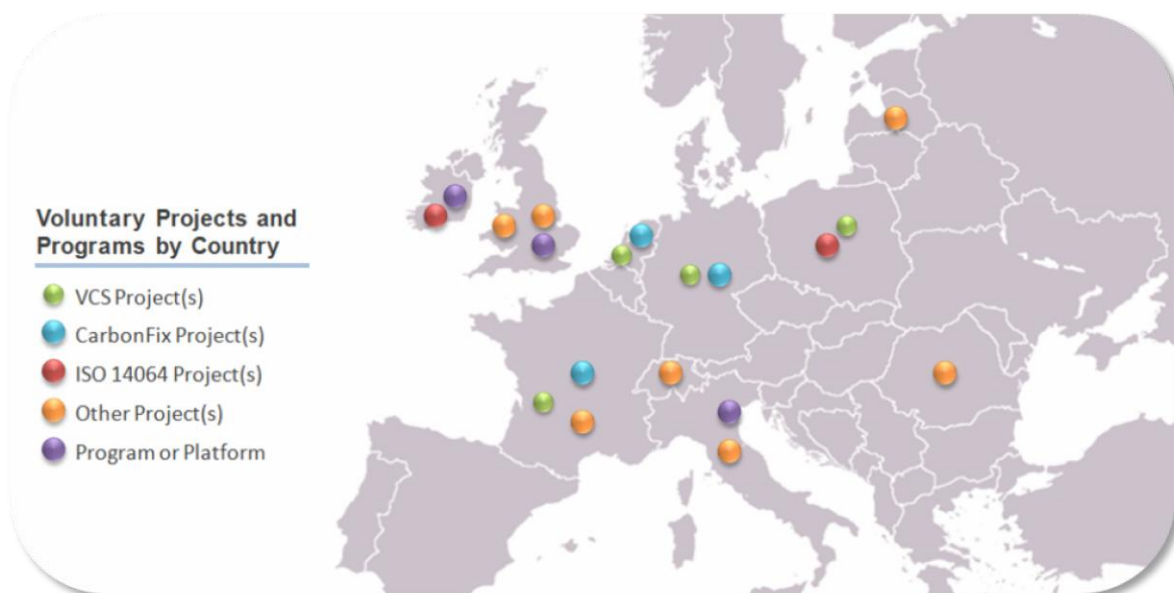 Voluntary Projects and
Programs by Country
VCS Project(s)
CarbonFix Project(s)
ISO 14064 Project(s)
Other Project(s)
Program or Platform